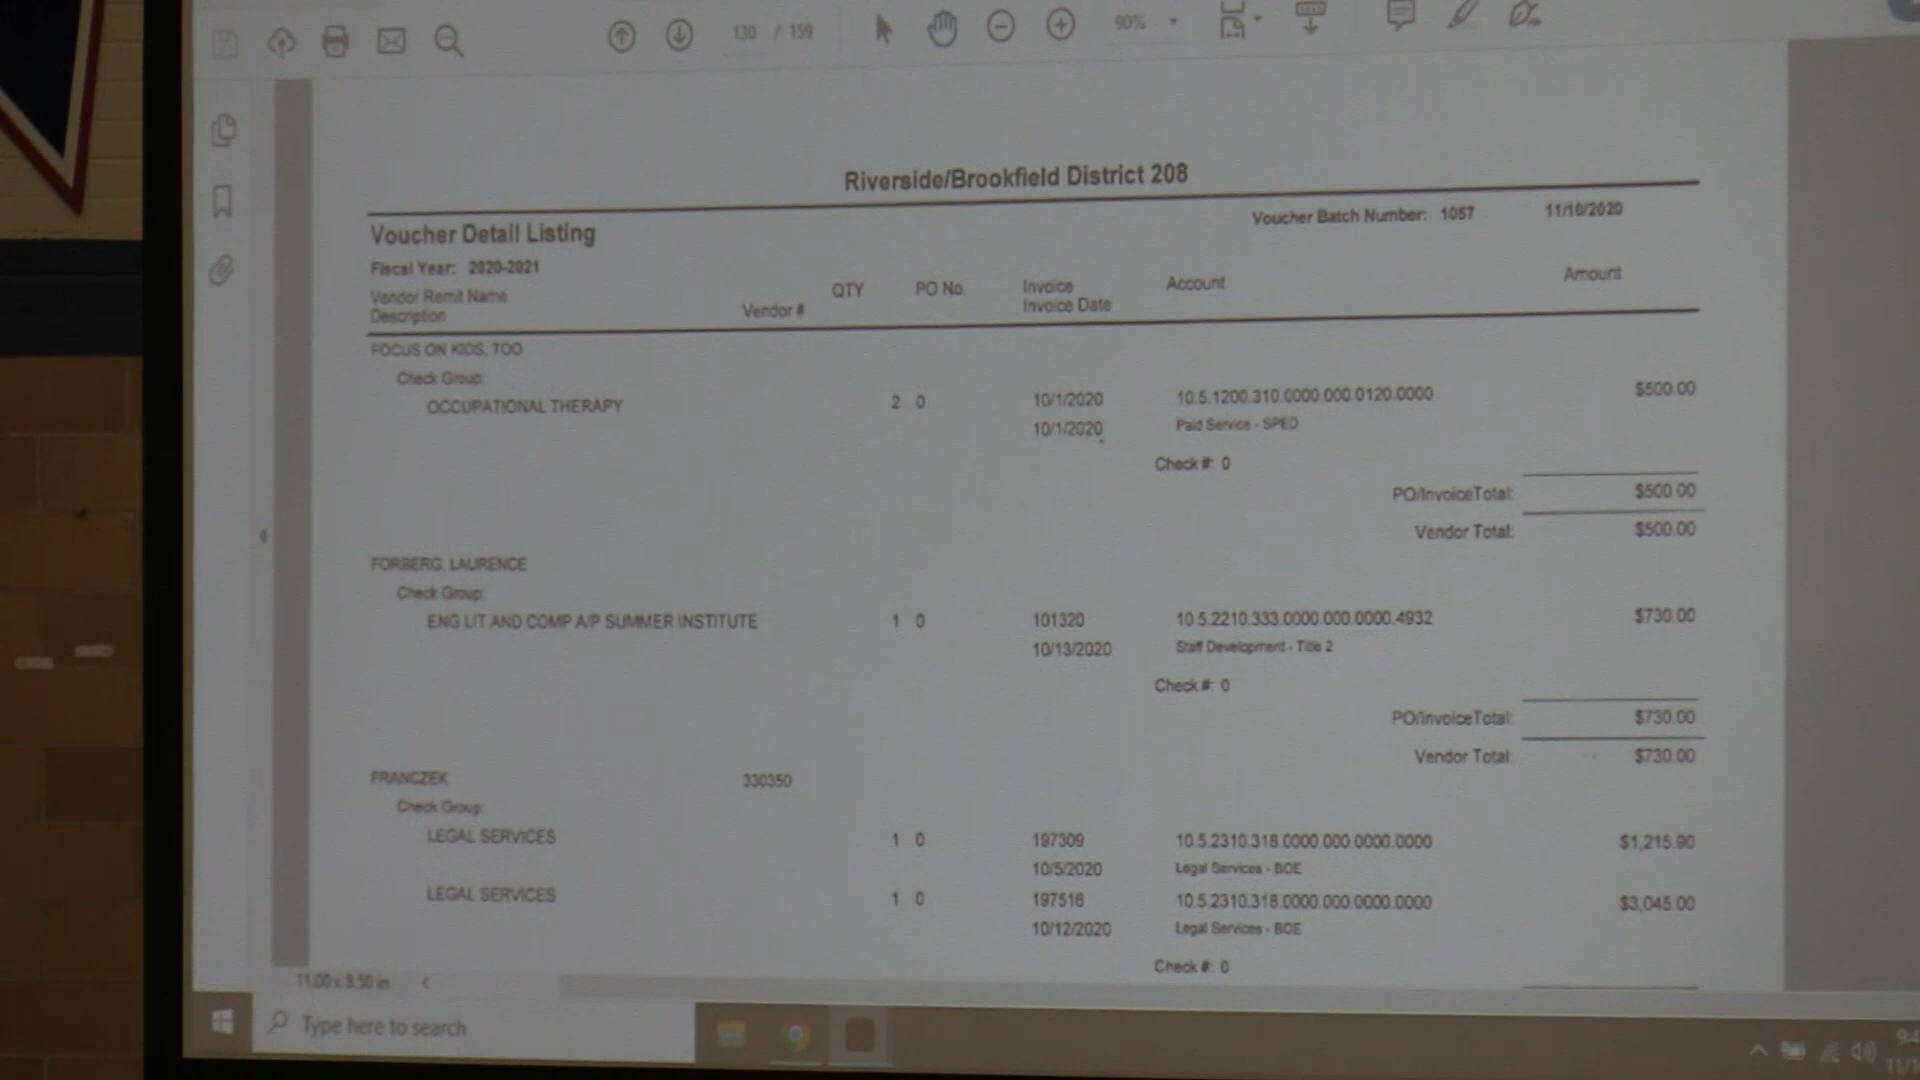 130 / 159
90%
Riverside/Brookfield District 208
Voucher Detail Listing
Voucher Batch Number: 1057 11/10/2020
Fiscal Year: 2020-2021
Vendor Remit Name
Description
Vendor #
QTY
PO No.
Invoice
Invoice Date
Account
Amount
FOCUS ON KIDS, TOO
Check Group:
OCCUPATIONAL THERAPY 2 0 10/1/2020 10.5.1200.310.0000.000.0120.0000 $500.00
10/1/2020 Paid Service - SPED
Check #: 0
PO/InvoiceTotal: $500.00
Vendor Total: $500.00
FORBERG, LAURENCE
Check Group:
ENG LIT AND COMP A/P SUMMER INSTITUTE 1 0 101320 10.5.2210.333.0000.000.0000.4932 $730.00
10/13/2020 Staff Development - Title 2
Check #: 0
PO/InvoiceTotal: $730.00
Vendor Total: $730.00
FRANCZEK 330350
Check Group:
LEGAL SERVICES 1 0 197309 10.5.2310.318.0000.000.0000.0000 $1,215.90
10/5/2020 Legal Services - BOE
LEGAL SERVICES 1 0 197516 10.5.2310.318.0000.000.0000.0000 $3,045.00
10/12/2020 Legal Services - BOE
Check #: 0
11.00 x 8.50 in
Type here to search